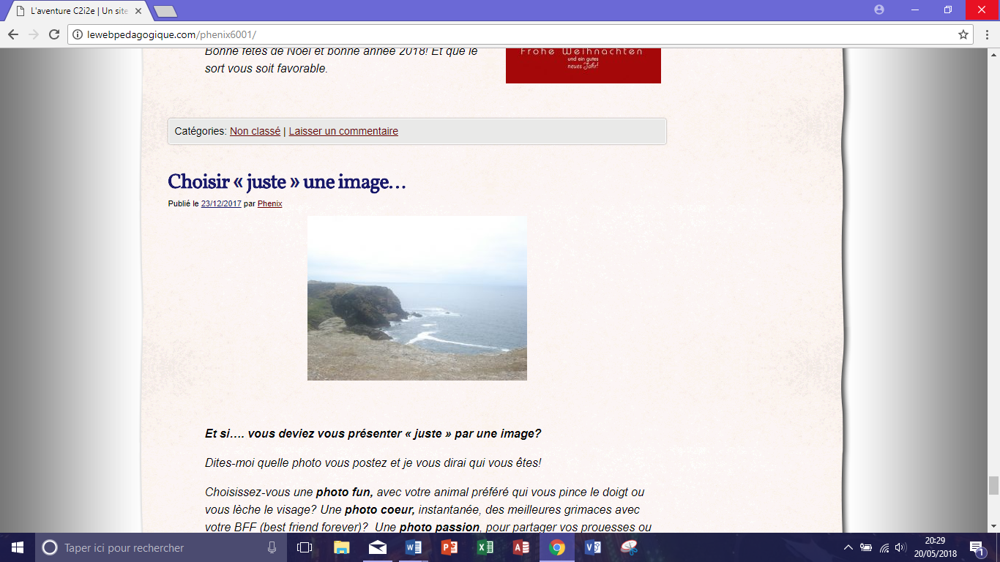 L'aventure C2i2e | Un site
lewebpedagogique.com/phenix6001/
Bonne fêtes de Noël et bonne année 2018! Et que le
sort vous soit favorable.
Frohe Weihnachten
und ein gutes
neues Jahr!
Catégories: Non classé | Laisser un commentaire
Choisir « juste » une image…
Publié le 23/12/2017 par Phenix
Et si…. vous deviez vous présenter « juste » par une image?
Dites-moi quelle photo vous postez et je vous dirai qui vous êtes!
Choisissez-vous une photo fun, avec votre animal préféré qui vous pince le doigt ou
vous lèche le visage? Une photo coeur, instantanée, des meilleures grimaces avec
votre BFF (best friend forever)? Une photo passion, pour partager vos prouesses ou
Taper ici pour rechercher
20:29
20/05/2018
1